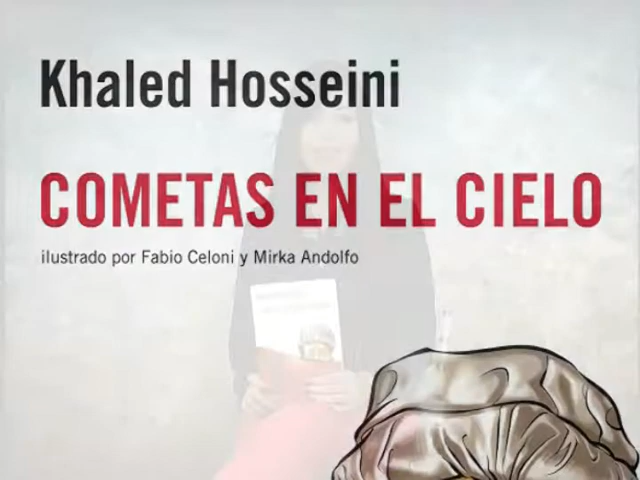 Khaled Hosseini
COMETAS EN EL CIELO
ilustrado por Fabio Celoni y Mirka Andolfo